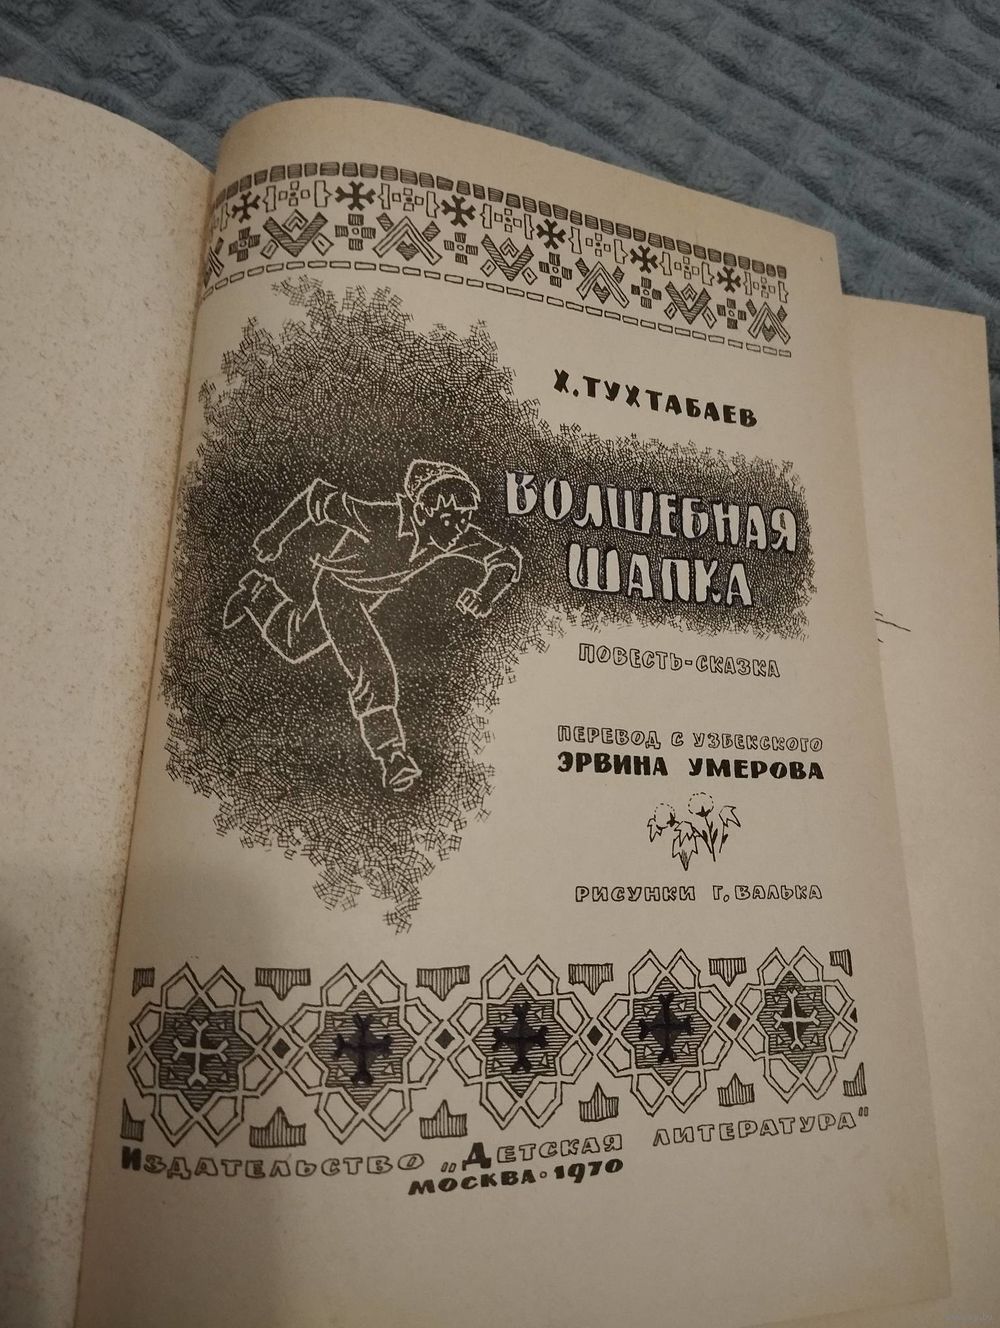 Х. ТУХТАБАЕВ
ВОЛШЕБНАЯ
ШАПКА
ПОВЕСТЬ-СКАЗКА
ПЕРЕВОД С УЗБЕКСКОГО
ЭРВИНА УМЕРОВА
РИСУНКИ Г. ВАЛЬКА
ИЗДАТЕЛЬСТВО „ДЕТСКАЯ ЛИТЕРАТУРА"
МОСКВА · 1970